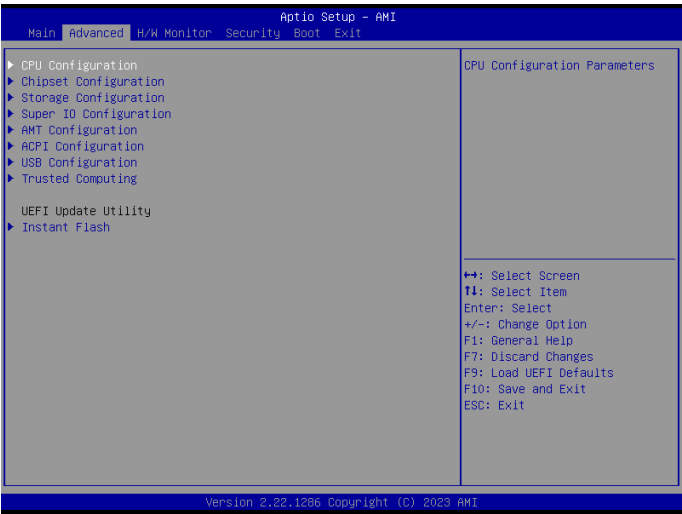 Aptio Setup – AMI
Main Advanced H/W Monitor Security Boot Exit
▶ CPU Configuration
▶ Chipset Configuration
▶ Storage Configuration
▶ Super IO Configuration
▶ AMT Configuration
▶ ACPI Configuration
▶ USB Configuration
▶ Trusted Computing
UEFI Update Utility
▶ Instant Flash
CPU Configuration Parameters
↔: Select Screen
↑↓: Select Item
Enter: Select
+/-: Change Option
F1: General Help
F7: Discard Changes
F9: Load UEFI Defaults
F10: Save and Exit
ESC: Exit
Version 2.22.1286 Copyright (C) 2023 AMI